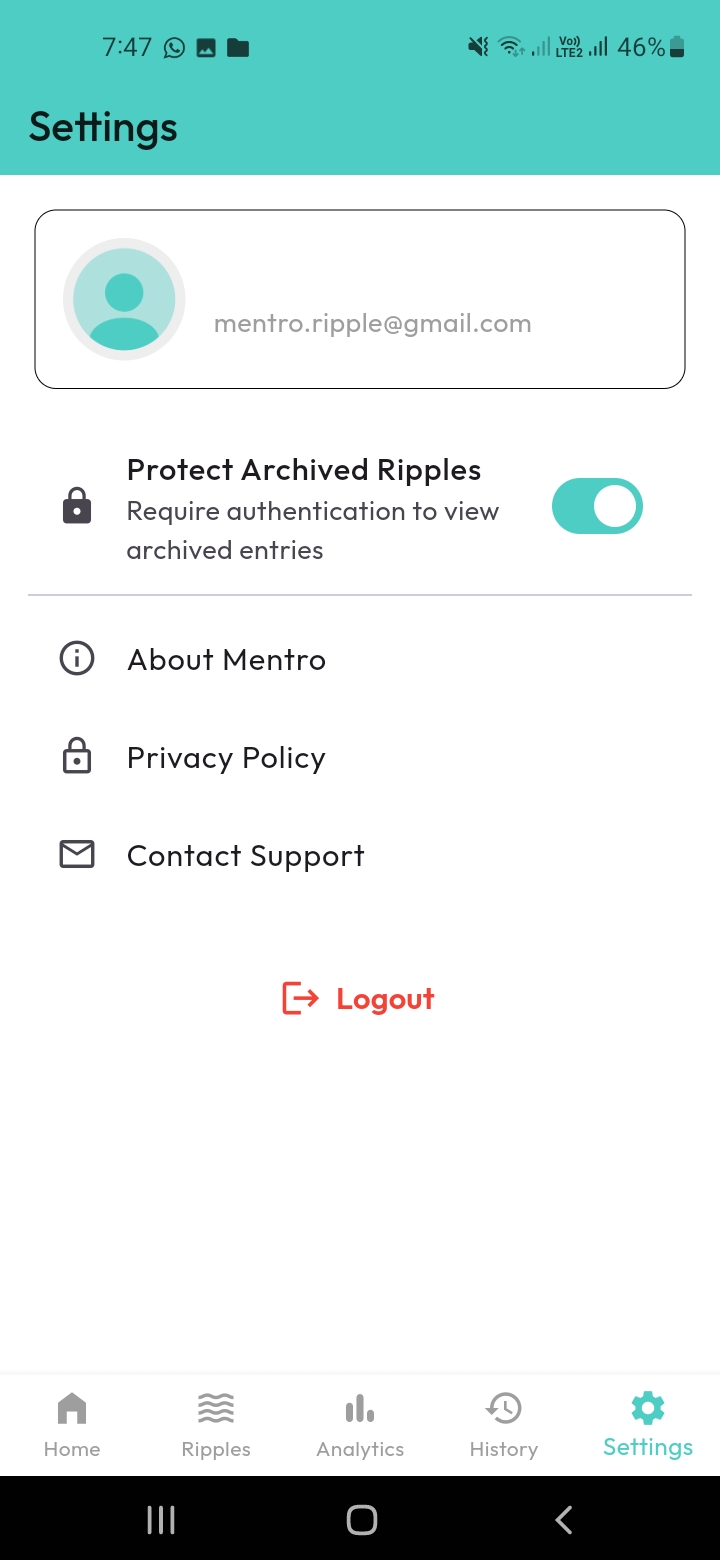 7:47
Vo)) LTE2 46%
Settings
mentro.ripple@gmail.com
Protect Archived Ripples
Require authentication to view
archived entries
About Mentro
Privacy Policy
Contact Support
Logout
Home Ripples Analytics History Settings